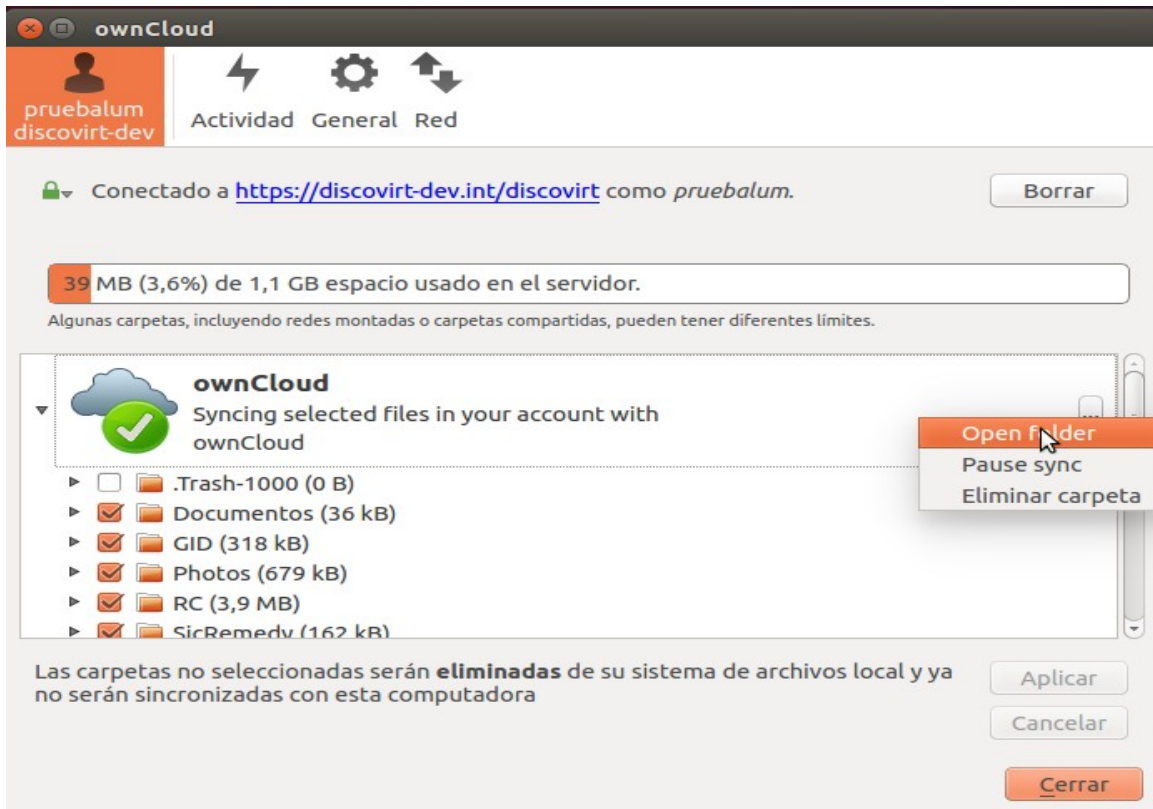 ownCloud
pruebalum
discovirt-dev
Actividad
General
Red
Conectado a https://discovirt-dev.int/discovirt como pruebalum.
Borrar
39 MB (3,6%) de 1,1 GB espacio usado en el servidor.
Algunas carpetas, incluyendo redes montadas o carpetas compartidas, pueden tener diferentes límites.
ownCloud
Syncing selected files in your account with
ownCloud
...
Open folder
Pause sync
Eliminar carpeta
.Trash-1000 (0 B)
Documentos (36 kB)
GID (318 kB)
Photos (679 kB)
RC (3,9 MB)
SicRemedy (162 kB)
Las carpetas no seleccionadas serán eliminadas de su sistema de archivos local y ya
no serán sincronizadas con esta computadora
Aplicar
Cancelar
Cerrar